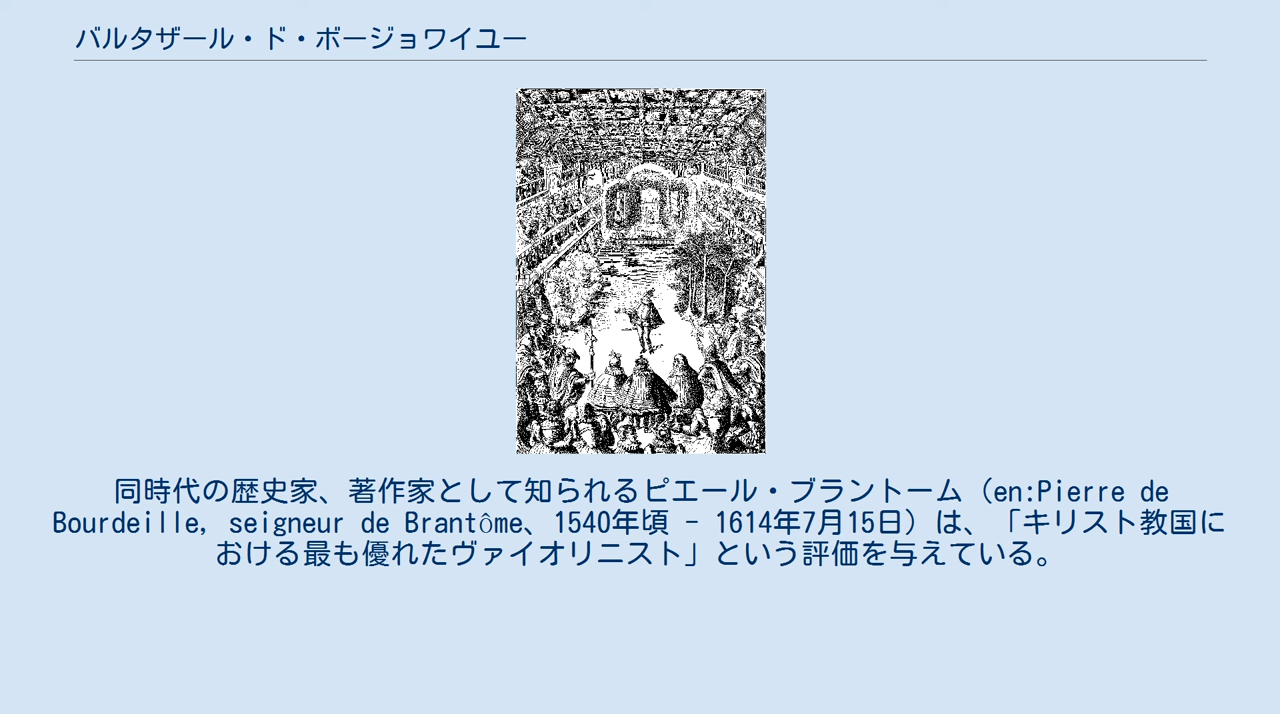 バルタザール・ド・ボージョワイユー
同時代の歴史家、著作家として知られるピエール・ブラントーム（en:Pierre de
Bourdeille, seigneur de Brantôme、1540年頃 - 1614年7月15日）は、「キリスト教国に
おける最も優れたヴァイオリニスト」という評価を与えている。